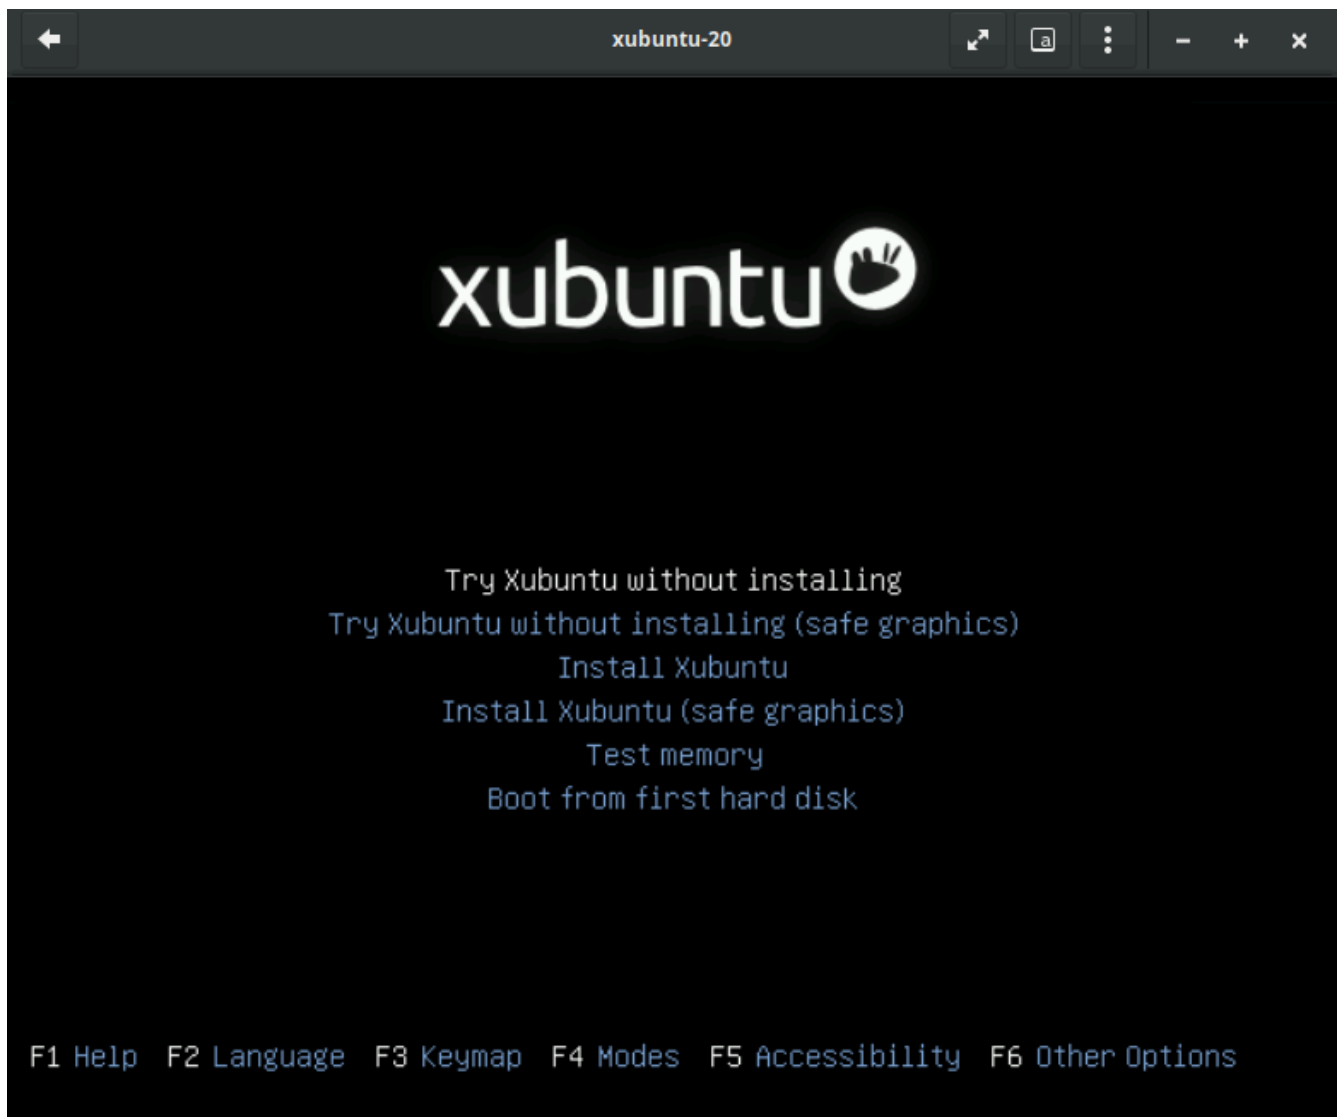 xubuntu-20
a
xubuntu
Try Xubuntu without installing
Try Xubuntu without installing (safe graphics)
Install Xubuntu
Install Xubuntu (safe graphics)
Test memory
Boot from first hard disk
F1 Help F2 Language F3 Keymap F4 Modes F5 Accessibility F6 Other Options